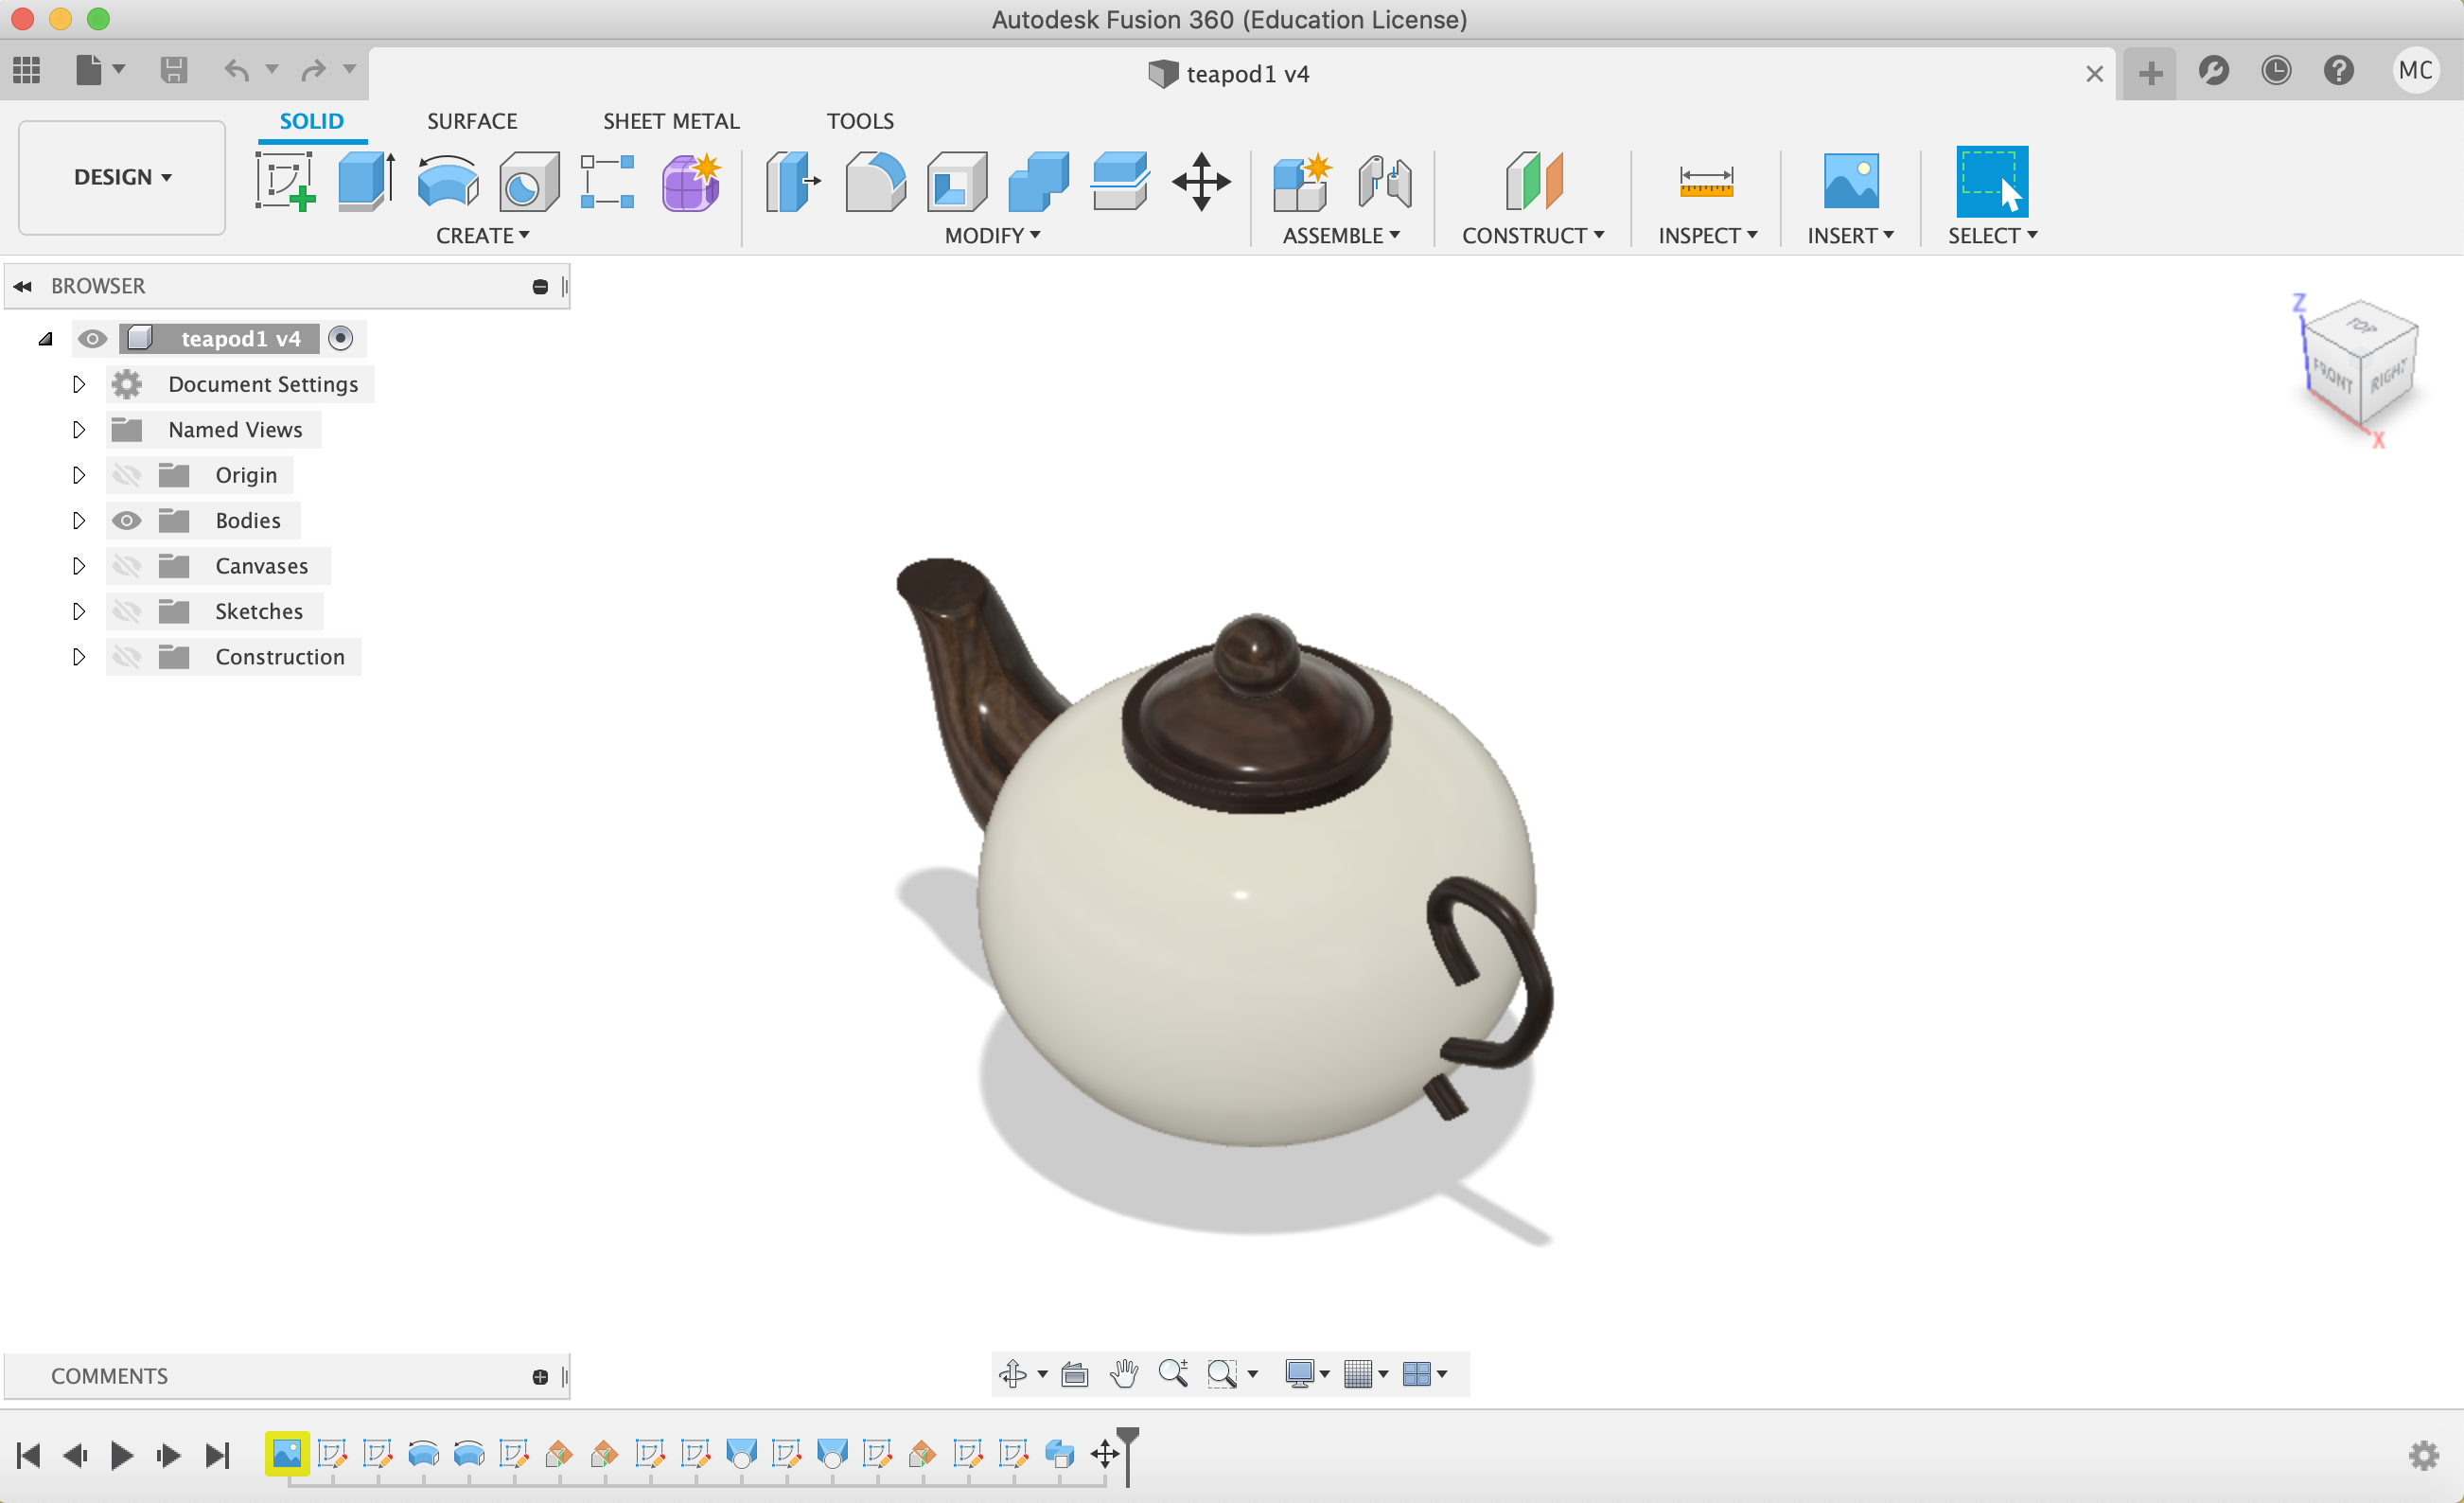 Autodesk Fusion 360 (Education License)
teapod1 v4
MC
SOLID SURFACE SHEET METAL TOOLS
DESIGN
CREATE MODIFY ASSEMBLE CONSTRUCT INSPECT INSERT SELECT
BROWSER
teapod1 v4
Document Settings
Named Views
Origin
Bodies
Canvases
Sketches
Construction
Z
TOP
FRONT RIGHT
X
COMMENTS